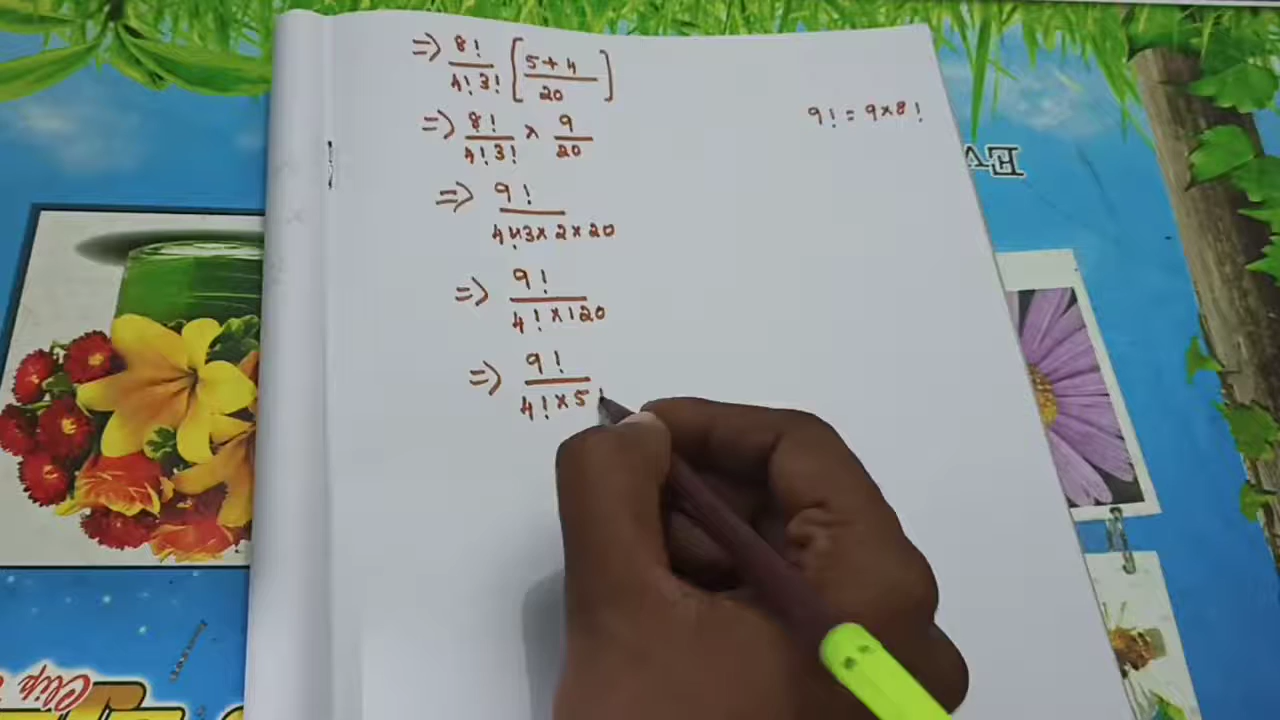 => 8!/4!3! [5+4/20]
9! = 9×8!
=> 8!/4!3! × 9/20
=> 9!/4!×3×2×20
=> 9!/4!×120
=> 9!/4!×5!
Clip